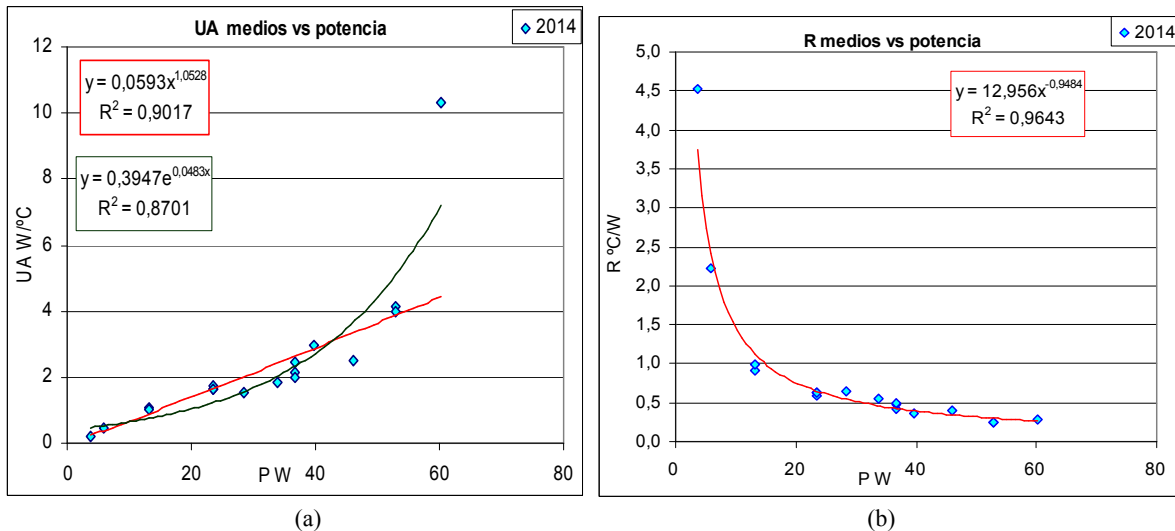 UA medios vs potencia
2014
y = 0,0593x^1,0528
R² = 0,9017
y = 0,3947e^0,0483x
R² = 0,8701
UA W/ºC
12
10
8
6
4
2
0
0 20 40 60 80
P W
(a)
R medios vs potencia
2014
y = 12,956x^-0,9484
R² = 0,9643
R ºC/W
5,0
4,5
4,0
3,5
3,0
2,5
2,0
1,5
1,0
0,5
0,0
0 20 40 60 80
P W
(b)